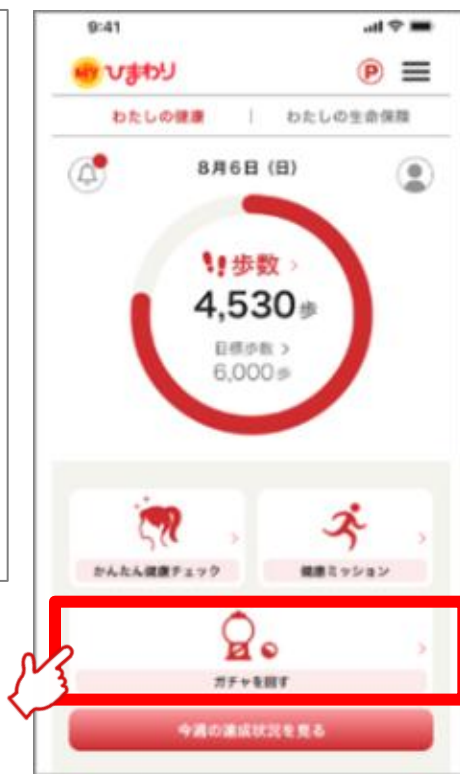 9:41
MY ひまわり
P
わたしの健康 | わたしの生命保険
8月6日（日）
歩数 >
4,530歩
目標歩数 >
6,000歩
かんたん健康チェック
健康ミッション
ガチャを回す
今週の達成状況を見る